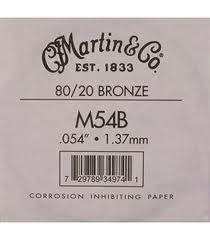 C.F. Martin & Co.
EST. 1833
80/20 BRONZE
M54B
.054" • 1.37mm
7 29789 34974 1
CORROSION INHIBITING PAPER